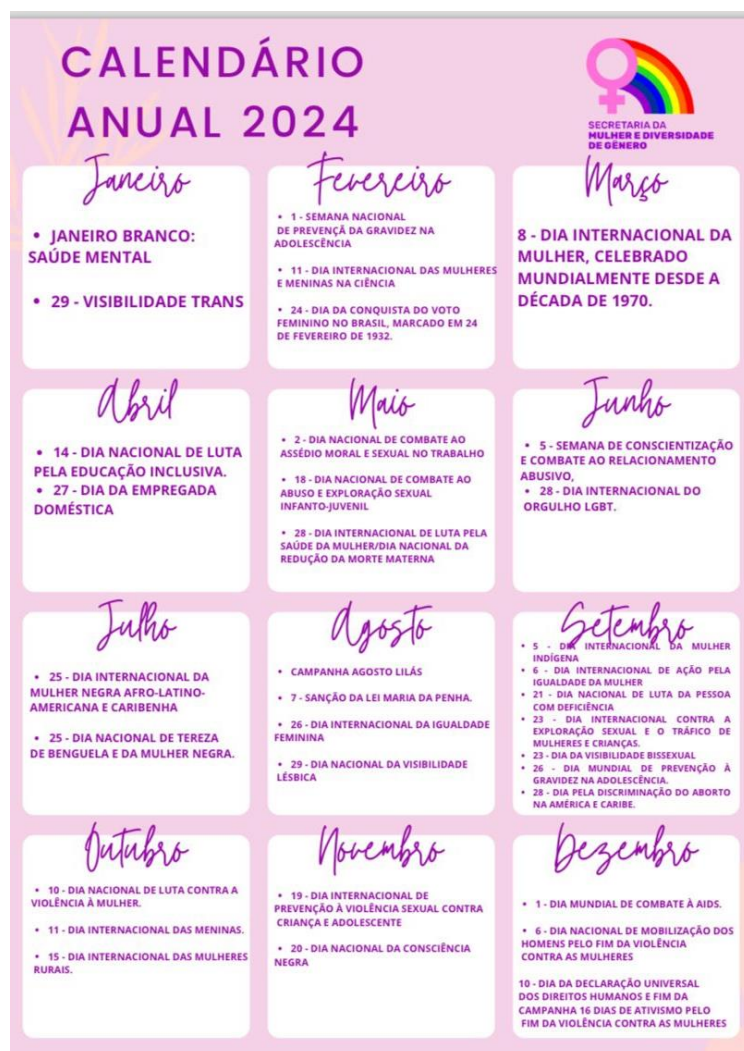 CALENDÁRIO
ANUAL 2024
SECRETARIA DA
MULHER E DIVERSIDADE
DE GÊNERO
Janeiro
• JANEIRO BRANCO:
SAÚDE MENTAL
• 29 - VISIBILIDADE TRANS
Fevereiro
• 1 - SEMANA NACIONAL
DE PREVENÇÃ DA GRAVIDEZ NA
ADOLESCÊNCIA
• 11 - DIA INTERNACIONAL DAS MULHERES
E MENINAS NA CIÊNCIA
• 24 - DIA DA CONQUISTA DO VOTO
FEMININO NO BRASIL, MARCADO EM 24
DE FEVEREIRO DE 1932.
Março
8 - DIA INTERNACIONAL DA
MULHER, CELEBRADO
MUNDIALMENTE DESDE A
DÉCADA DE 1970.
Abril
• 14 - DIA NACIONAL DE LUTA
PELA EDUCAÇÃO INCLUSIVA.
• 27 - DIA DA EMPREGADA
DOMÉSTICA
Maio
• 2 - DIA NACIONAL DE COMBATE AO
ASSÉDIO MORAL E SEXUAL NO TRABALHO
• 18 - DIA NACIONAL DE COMBATE AO
ABUSO E EXPLORAÇÃO SEXUAL
INFANTO-JUVENIL
• 28 - DIA INTERNACIONAL DE LUTA PELA
SAÚDE DA MULHER/DIA NACIONAL DA
REDUÇÃO DA MORTE MATERNA
Junho
• 5 - SEMANA DE CONSCIENTIZAÇÃO
E COMBATE AO RELACIONAMENTO
ABUSIVO,
• 28 - DIA INTERNACIONAL DO
ORGULHO LGBT.
Julho
• 25 - DIA INTERNACIONAL DA
MULHER NEGRA AFRO-LATINO-
AMERICANA E CARIBENHA
• 25 - DIA NACIONAL DE TEREZA
DE BENGUELA E DA MULHER NEGRA.
Agosto
• CAMPANHA AGOSTO LILÁS
• 7 - SANÇÃO DA LEI MARIA DA PENHA.
• 26 - DIA INTERNACIONAL DA IGUALDADE
FEMININA
• 29 - DIA NACIONAL DA VISIBILIDADE
LÉSBICA
Setembro
• 5 - DIA INTERNACIONAL DA MULHER
INDÍGENA
• 6 - DIA INTERNACIONAL DE AÇÃO PELA
IGUALDADE DA MULHER
• 21 - DIA NACIONAL DE LUTA DA PESSOA
COM DEFICIÊNCIA
• 23 - DIA INTERNACIONAL CONTRA A
EXPLORAÇÃO SEXUAL E O TRÁFICO DE
MULHERES E CRIANÇAS.
• 23 - DIA DA VISIBILIDADE BISSEXUAL
• 26 - DIA MUNDIAL DE PREVENÇÃO À
GRAVIDEZ NA ADOLESCÊNCIA.
• 28 - DIA PELA DISCRIMINAÇÃO DO ABORTO
NA AMÉRICA E CARIBE.
Outubro
• 10 - DIA NACIONAL DE LUTA CONTRA A
VIOLÊNCIA À MULHER.
• 11 - DIA INTERNACIONAL DAS MENINAS.
• 15 - DIA INTERNACIONAL DAS MULHERES
RURAIS.
Novembro
• 19 - DIA INTERNACIONAL DE
PREVENÇÃO À VIOLÊNCIA SEXUAL CONTRA
CRIANÇA E ADOLESCENTE
• 20 - DIA NACIONAL DA CONSCIÊNCIA
NEGRA
Dezembro
• 1 - DIA MUNDIAL DE COMBATE À AIDS.
• 6 - DIA NACIONAL DE MOBILIZAÇÃO DOS
HOMENS PELO FIM DA VIOLÊNCIA
CONTRA AS MULHERES
10 - DIA DA DECLARAÇÃO UNIVERSAL
DOS DIREITOS HUMANOS E FIM DA
CAMPANHA 16 DIAS DE ATIVISMO PELO
FIM DA VIOLÊNCIA CONTRA AS MULHERES